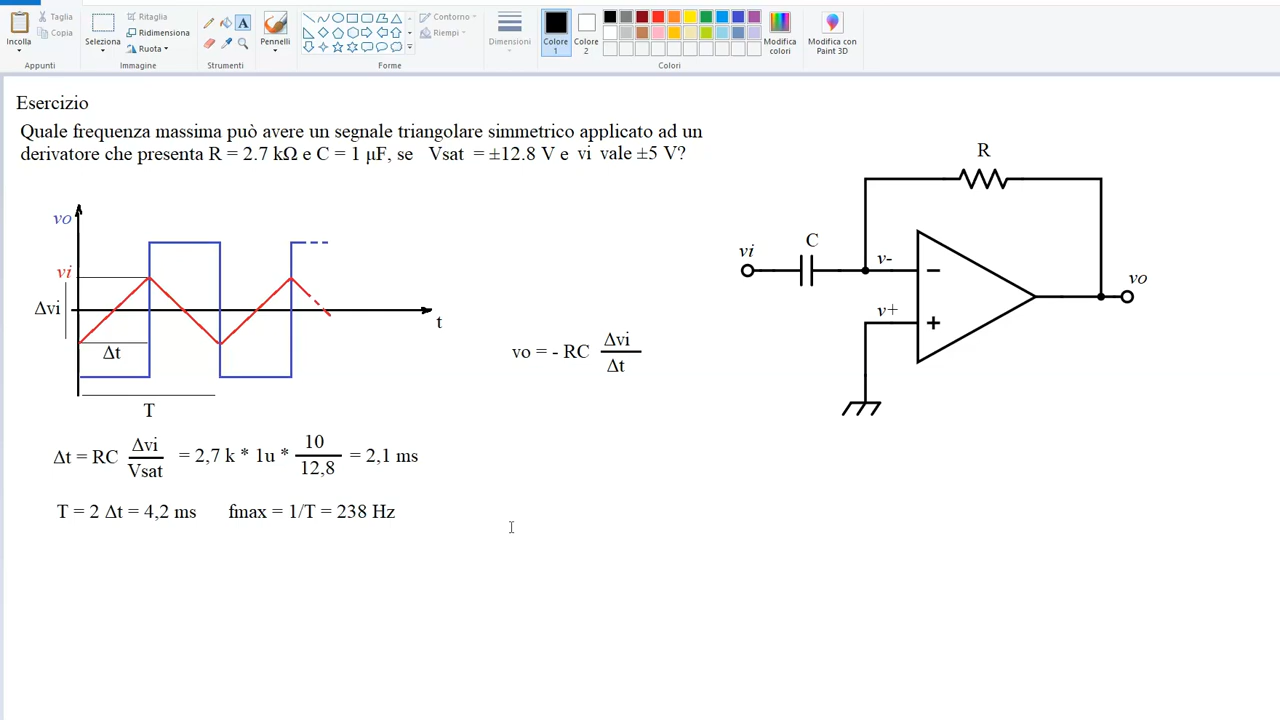 Incolla
Taglia
Copia
Appunti
Selezione
Ritaglia
Ridimensiona
Ruota
Immagine
A
Strumenti
Pennelli
Contorno
Riempi
Forme
Dimensioni
Colore
1
Colore
2
Modifica
colori
Colori
Modifica con
Paint 3D
Esercizio
Quale frequenza massima può avere un segnale triangolare simmetrico applicato ad un
derivatore che presenta R = 2.7 kΩ e C = 1 μF, se Vsat = ±12.8 V e vi vale ±5 V?
vo
vi
Δvi
Δt
t
T
vo = - RC Δvi
Δt
R
C
vi
v-
v+
vo
Δt = RC Δvi
Vsat
= 2,7 k * 1u * 10
12,8
= 2,1 ms
T = 2 Δt = 4,2 ms fmax = 1/T = 238 Hz